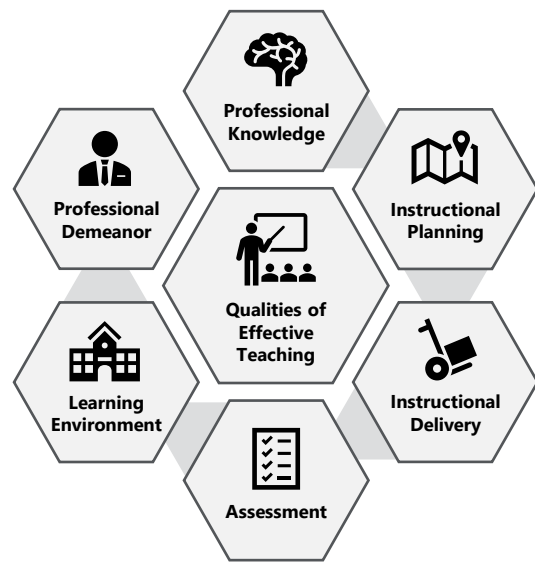 Professional
Knowledge
Instructional
Planning
Instructional
Delivery
Assessment
Learning
Environment
Professional
Demeanor
Qualities of
Effective
Teaching